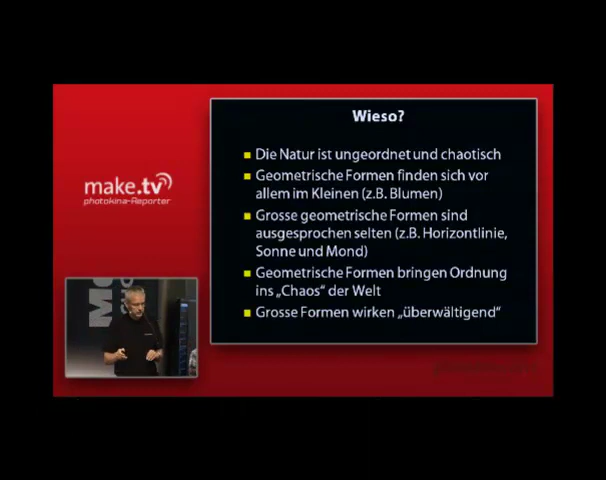 Wieso?
Die Natur ist ungeordnet und chaotisch
Geometrische Formen finden sich vor
allem im Kleinen (z.B. Blumen)
Grosse geometrische Formen sind
ausgesprochen selten (z.B. Horizontlinie,
Sonne und Mond)
Geometrische Formen bringen Ordnung
ins „Chaos“ der Welt
Grosse Formen wirken „überwältigend“
make.tv
photokina-Reporter